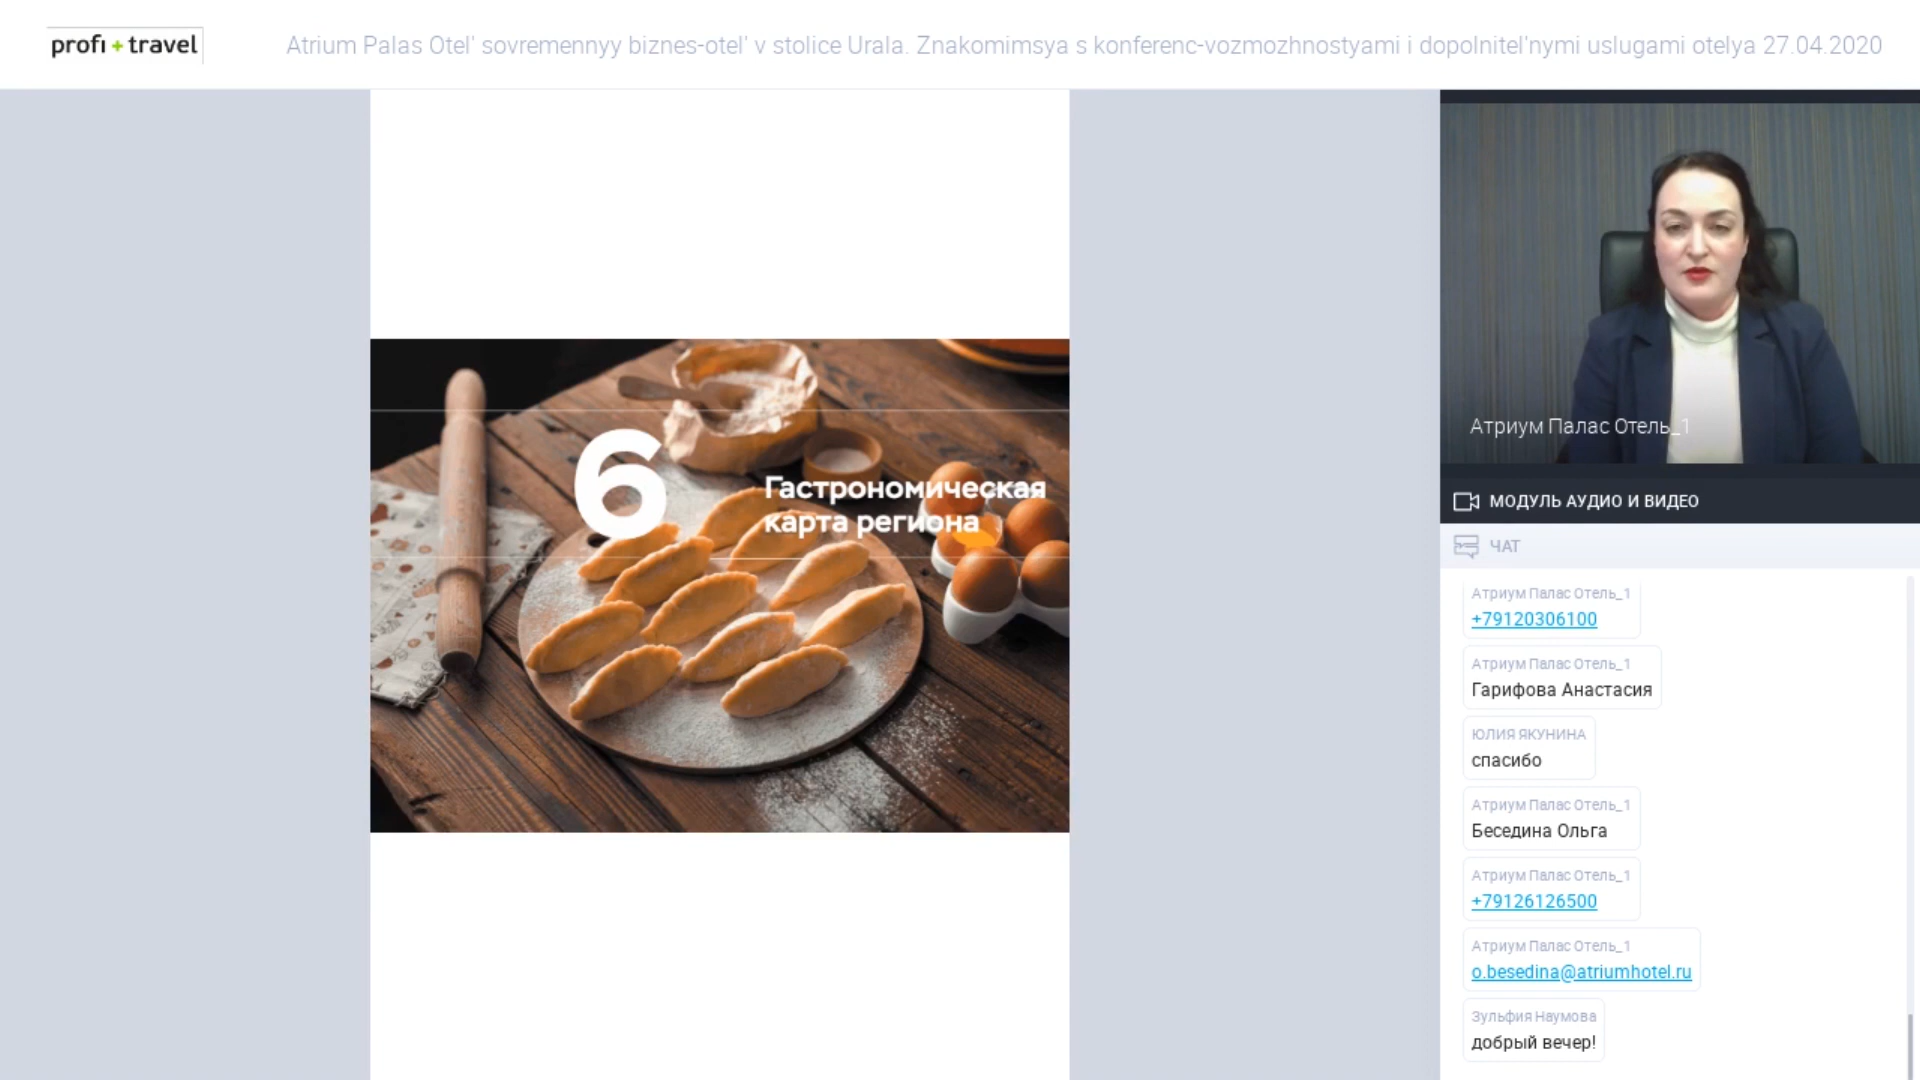 profi + travel
Atrium Palas Otel' sovremennyy biznes-otel' v stolice Urala. Znakomimsya s konferenc-vozmozhnostyami i dopolnitel'nymi uslugami otelya 27.04.2020
6
Гастрономическая
карта региона
Атриум Палас Отель_1
МОДУЛЬ АУДИО И ВИДЕО
ЧАТ
Атриум Палас Отель_1
+79120306100
Атриум Палас Отель_1
Гарифова Анастасия
ЮЛИЯ ЯКУНИНА
спасибо
Атриум Палас Отель_1
Беседина Ольга
Атриум Палас Отель_1
+79126126500
Атриум Палас Отель_1
o.besedina@atriumhotel.ru
Зульфия Наумова
добрый вечер!